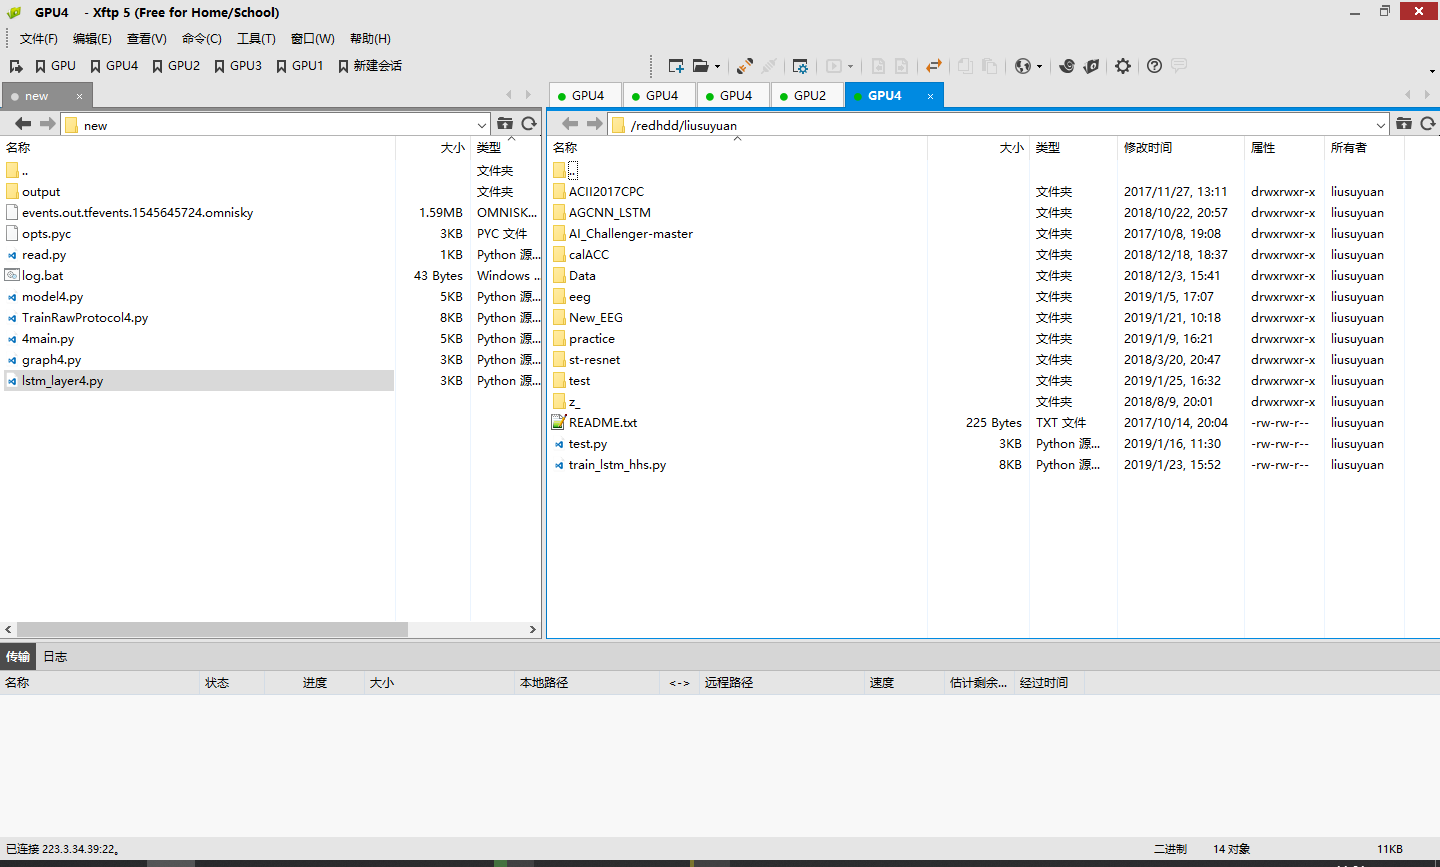 GPU4 - Xftp 5 (Free for Home/School)
文件(F) 编辑(E) 查看(V) 命令(C) 工具(T) 窗口(W) 帮助(H)
GPU GPU4 GPU2 GPU3 GPU1 新建会话
new × GPU4 GPU4 GPU4 GPU2 GPU4 ×
new /redhdd/liusuyuan
名称 大小 类型 名称 大小 类型 修改时间 属性 所有者
.. 文件夹 ..
output 文件夹 ACII2017CPC 文件夹 2017/11/27, 13:11 drwxrwxr-x liusuyuan
events.out.tfevents.1545645724.omnisky 1.59MB OMNISK... AGCNN_LSTM 文件夹 2018/10/22, 20:57 drwxrwxr-x liusuyuan
opts.pyc 3KB PYC 文件 AI_Challenger-master 文件夹 2017/10/8, 19:08 drwxrwxr-x liusuyuan
read.py 1KB Python 源... calACC 文件夹 2018/12/18, 18:37 drwxrwxr-x liusuyuan
log.bat 43 Bytes Windows ... Data 文件夹 2018/12/3, 15:41 drwxrwxr-x liusuyuan
model4.py 5KB Python 源... eeg 文件夹 2019/1/5, 17:07 drwxrwxr-x liusuyuan
TrainRawProtocol4.py 8KB Python 源... New_EEG 文件夹 2019/1/21, 10:18 drwxrwxr-x liusuyuan
4main.py 5KB Python 源... practice 文件夹 2019/1/9, 16:21 drwxrwxr-x liusuyuan
graph4.py 3KB Python 源... st-resnet 文件夹 2018/3/20, 20:47 drwxrwxr-x liusuyuan
lstm_layer4.py 3KB Python 源... test 文件夹 2019/1/25, 16:32 drwxrwxr-x liusuyuan
z_ 文件夹 2018/8/9, 20:01 drwxrwxr-x liusuyuan
README.txt 225 Bytes TXT 文件 2017/10/14, 20:04 -rw-rw-r-- liusuyuan
test.py 3KB Python 源... 2019/1/16, 11:30 -rw-rw-r-- liusuyuan
train_lstm_hhs.py 8KB Python 源... 2019/1/23, 15:52 -rw-rw-r-- liusuyuan
传输 日志
名称 状态 进度 大小 本地路径 <-> 远程路径 速度 估计剩余... 经过时间
已连接 223.3.34.39:22。 二进制 14 对象 11KB